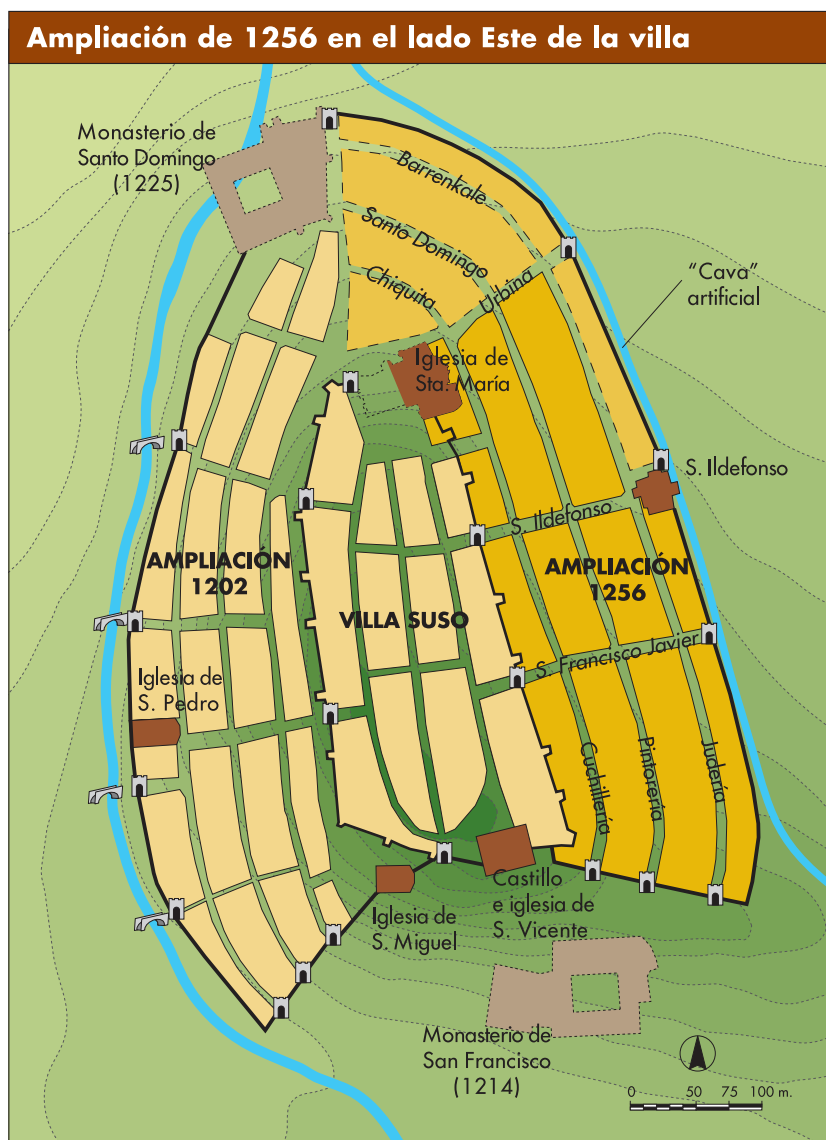 Ampliación de 1256 en el lado Este de la villa
Monasterio de
Santo Domingo
(1225)
Barrenkale
Santo Domingo
Chiquita
Urbina
"Cava"
artificial
Iglesia de
Sta. María
S. Ildefonso
S. Ildefonso
AMPLIACIÓN
1202
VILLA SUSO
AMPLIACIÓN
1256
S. Francisco Javier
Iglesia de
S. Pedro
Cuchillería
Pintorería
Judería
Iglesia de
S. Miguel
Castillo
e iglesia de
S. Vicente
Monasterio de
San Francisco
(1214)
0 50 75 100 m.